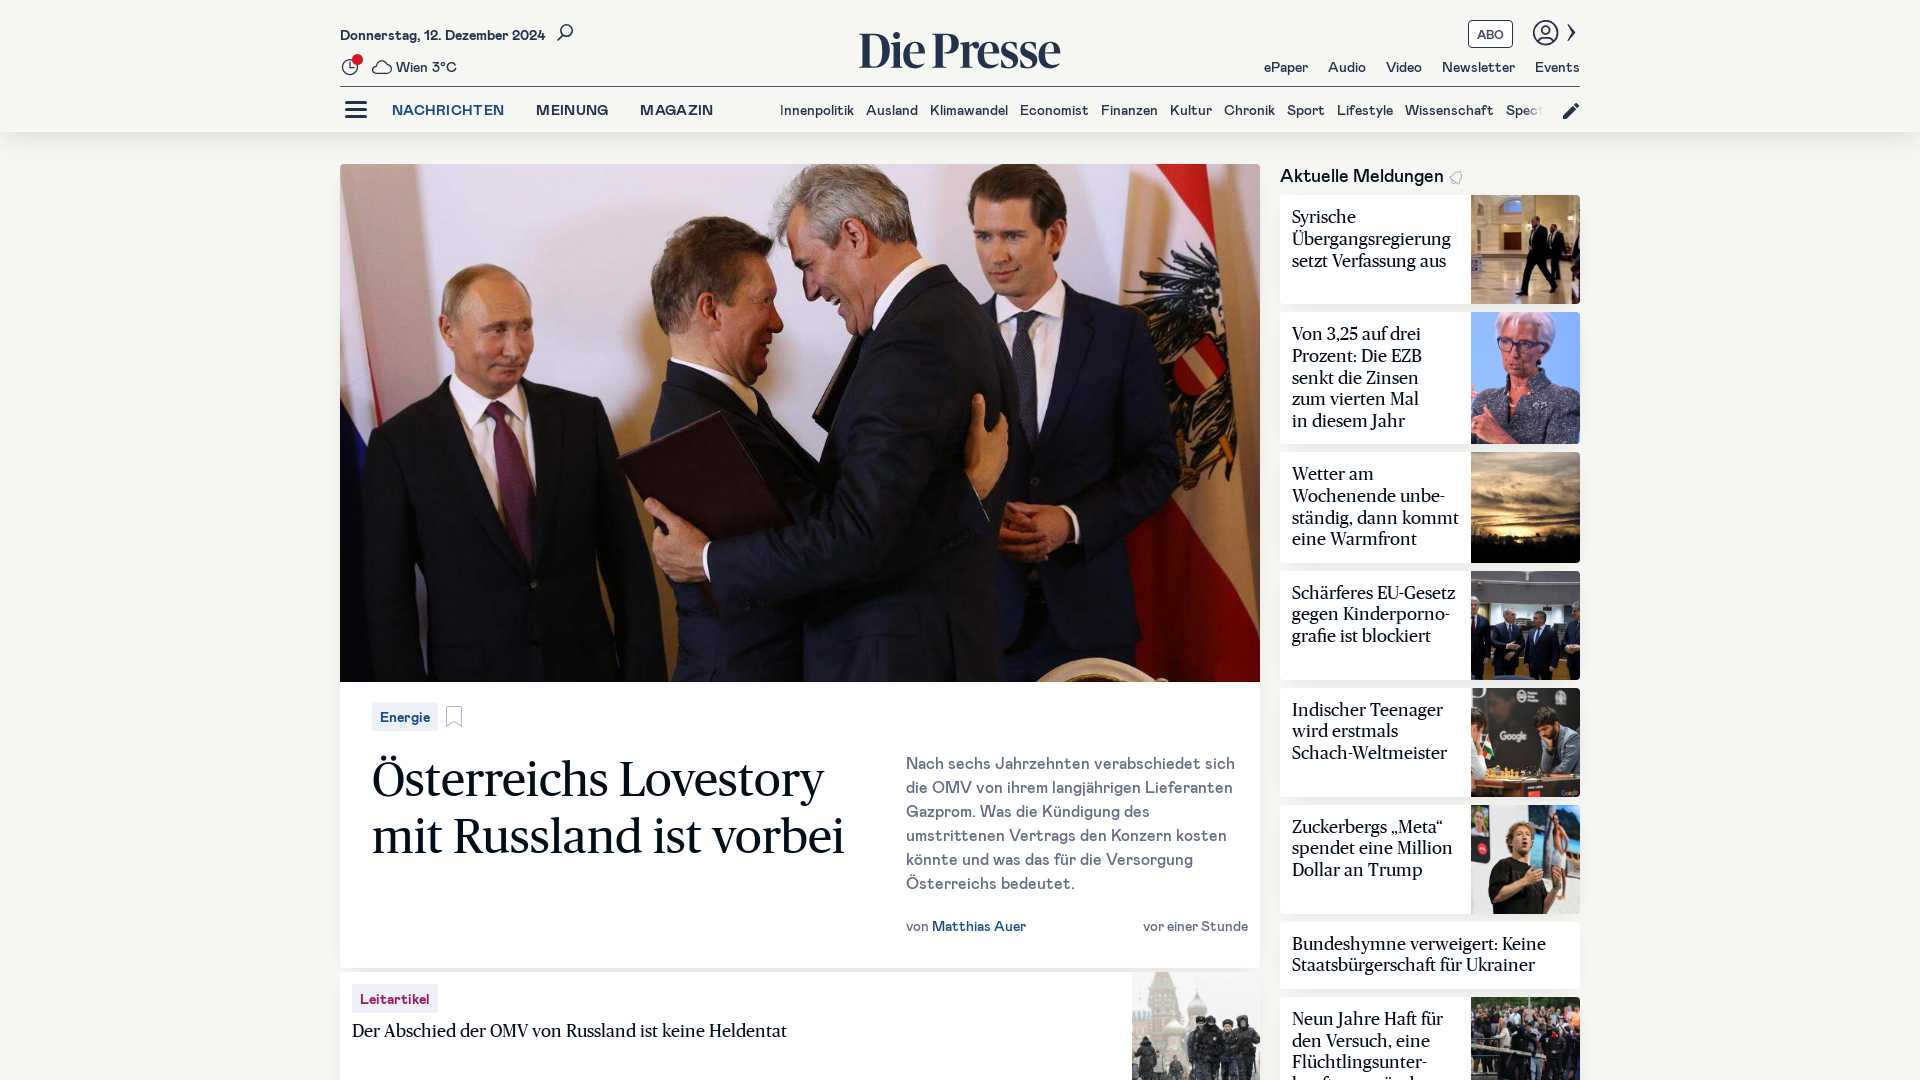 Donnerstag, 12. Dezember 2024
Wien 3°C
Die Presse
ABO
ePaper Audio Video Newsletter Events
NACHRICHTEN MEINUNG MAGAZIN
Innenpolitik Ausland Klimawandel Economist Finanzen Kultur Chronik Sport Lifestyle Wissenschaft Spect
Energie
Österreichs Lovestory
mit Russland ist vorbei
Nach sechs Jahrzehnten verabschiedet sich
die OMV von ihrem langjährigen Lieferanten
Gazprom. Was die Kündigung des
umstrittenen Vertrags den Konzern kosten
könnte und was das für die Versorgung
Österreichs bedeutet.
von Matthias Auer
vor einer Stunde
Leitartikel
Der Abschied der OMV von Russland ist keine Heldentat
Aktuelle Meldungen
Syrische
Übergangsregierung
setzt Verfassung aus
Von 3,25 auf drei
Prozent: Die EZB
senkt die Zinsen
zum vierten Mal
in diesem Jahr
Wetter am
Wochenende unbe-
ständig, dann kommt
eine Warmfront
Schärferes EU-Gesetz
gegen Kinderporno-
grafie ist blockiert
Indischer Teenager
wird erstmals
Schach-Weltmeister
Google
Zuckerbergs „Meta“
spendet eine Million
Dollar an Trump
Bundeshymne verweigert: Keine
Staatsbürgerschaft für Ukrainer
Neun Jahre Haft für
den Versuch, eine
Flüchtlingsunter-